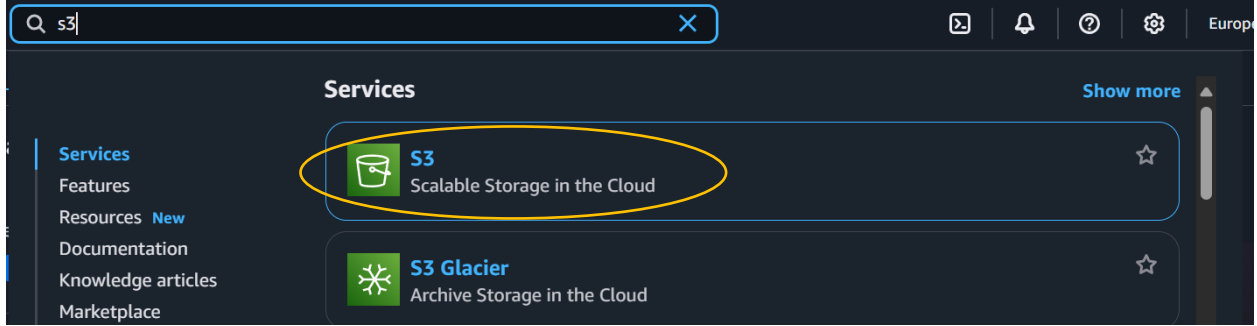 s3
Europe
Services
Show more
Services
Features
Resources New
Documentation
Knowledge articles
Marketplace
S3
Scalable Storage in the Cloud
S3 Glacier
Archive Storage in the Cloud